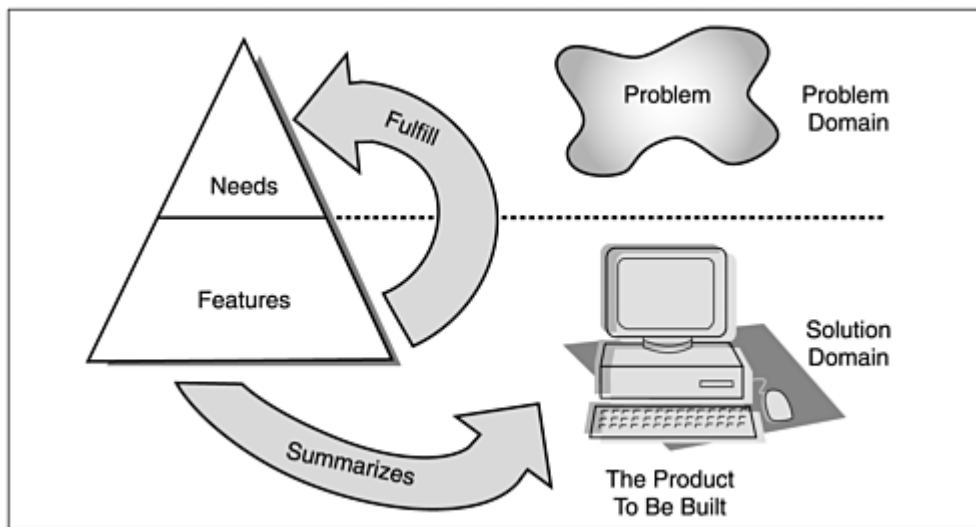 Problem
Problem
Domain
Fulfill
Needs
Features
Solution
Domain
Summarizes
The Product
To Be Built